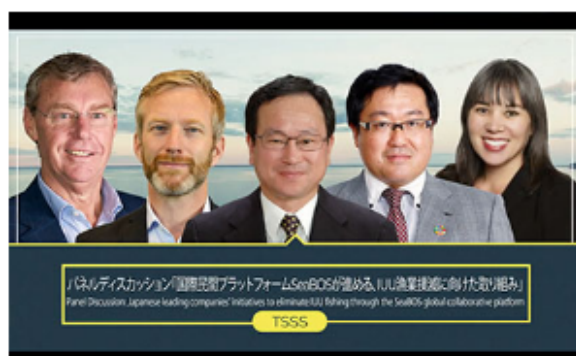 パネルディスカッション「国際民間プラットフォームSeaBOSが進める、IUU漁業撲滅に向けた取り組み」
Panel Discussion Japanese leading companies' initiatives to eliminate IUU fishing through the SeaBOS global collaborative platform
TSSS